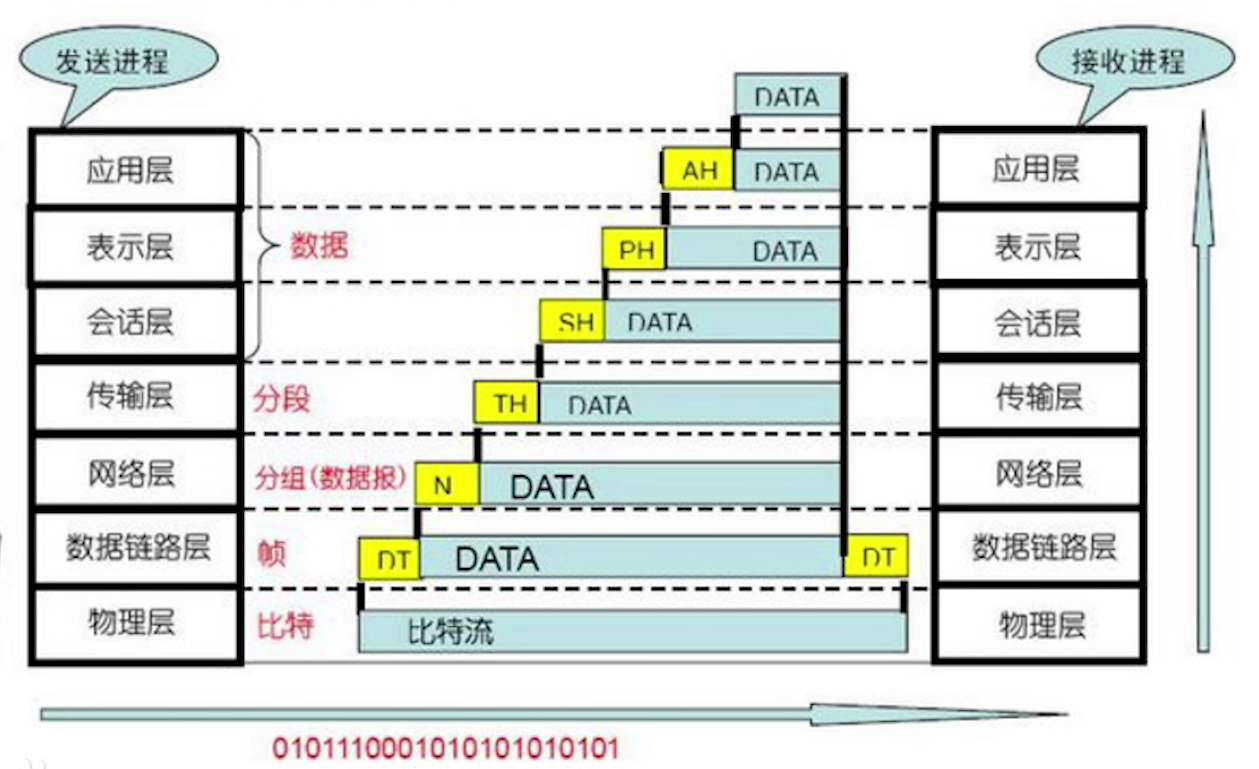 发送进程
接收进程
DATA
应用层
AH
DATA
应用层
表示层
数据
PH
DATA
表示层
会话层
SH
DATA
会话层
传输层
分段
TH
DATA
传输层
网络层
分组(数据报)
N
DATA
网络层
数据链路层
帧
DT
DATA
DT
数据链路层
物理层
比特
比特流
物理层
0101110001010101010101